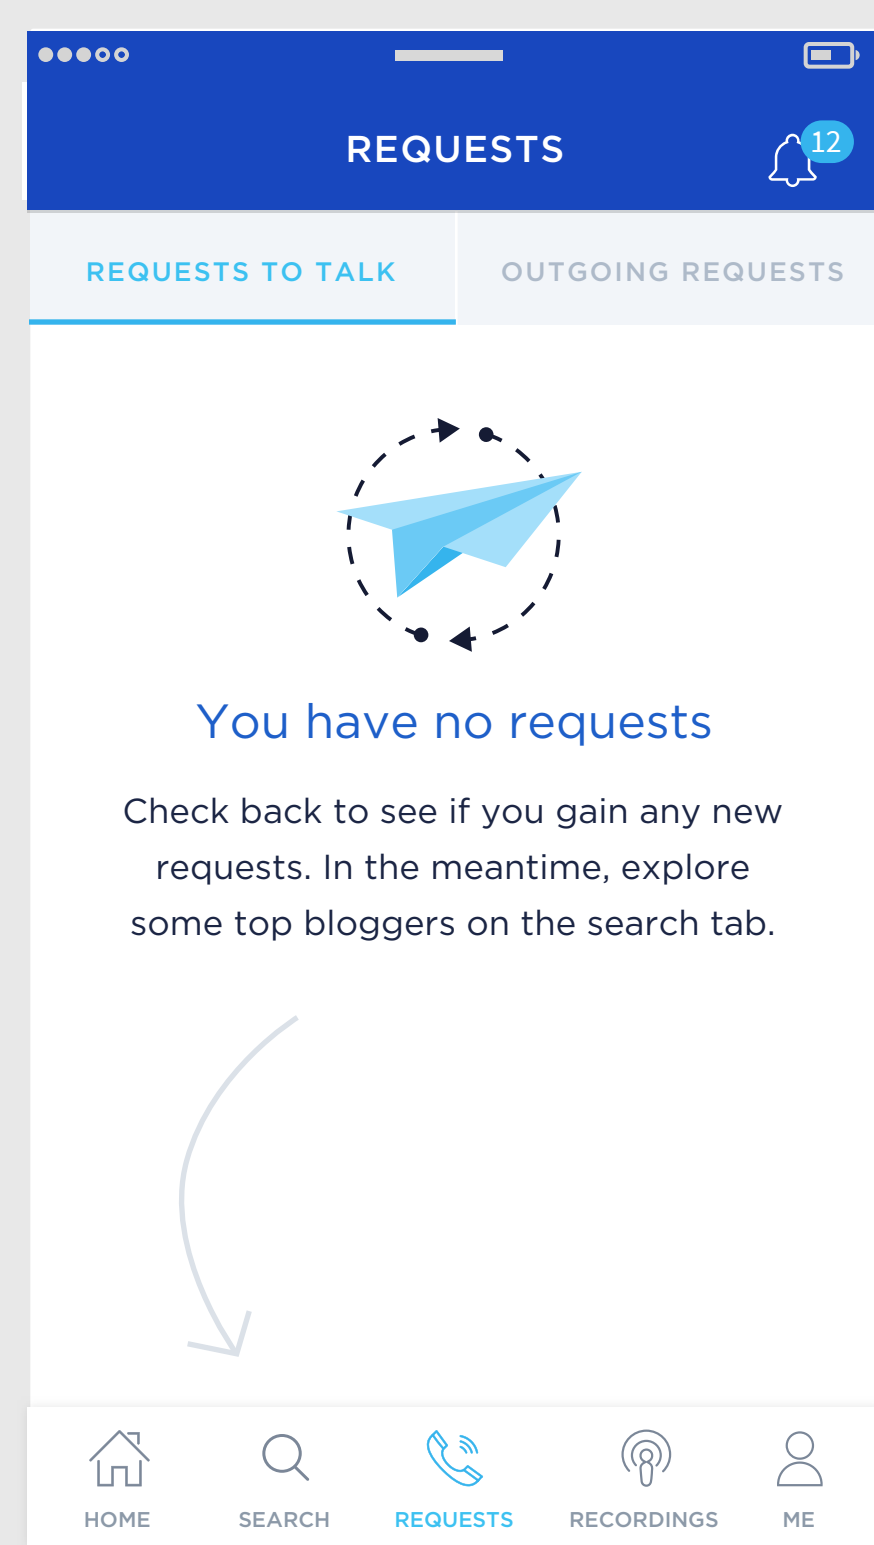 REQUESTS
12
REQUESTS TO TALK
OUTGOING REQUESTS
You have no requests
Check back to see if you gain any new
requests. In the meantime, explore
some top bloggers on the search tab.
HOME
SEARCH
REQUESTS
RECORDINGS
ME